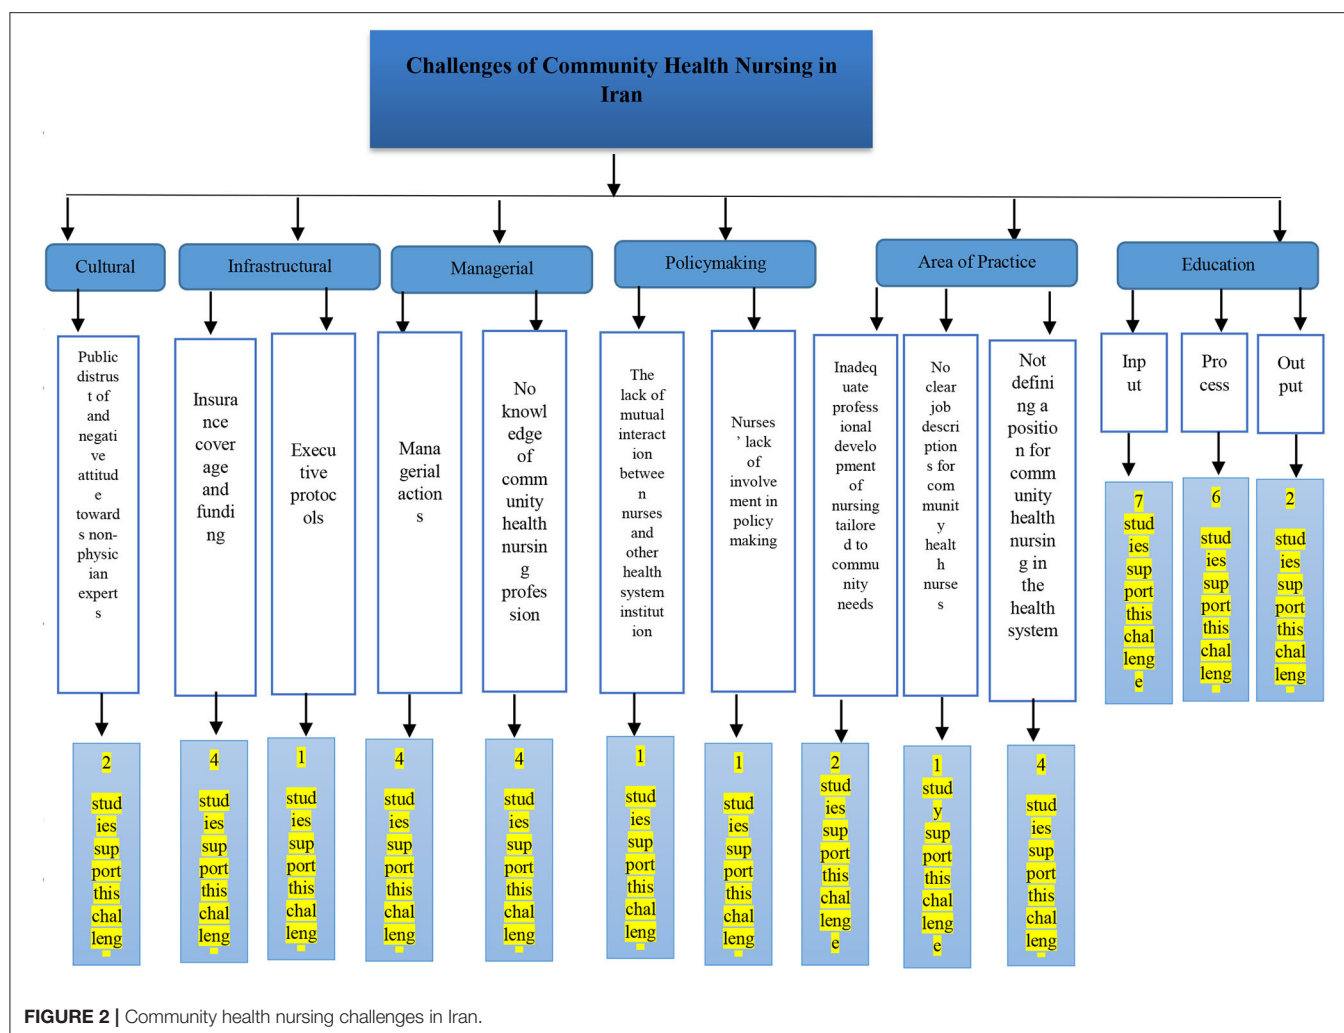 Challenges of Community Health Nursing in
Iran
Cultural
Infrastructural
Managerial
Policymaking
Area of Practice
Education
Public
distrus
t of
and
negati
ve
attitud
e
toward
s non-
physic
ian
expert
s
Insura
nce
cover
age
and
fundi
ng
Execu
tive
protoc
ols
Mana
gerial
action
s
No
knowl
edge
of
comm
unity
health
nursin
g
profes
sion
The
lack of
mutual
interact
ion
betwee
n
nurses
and
other
health
system
institut
ion
Nurses
’ lack
of
involve
ment in
policy
making
Inadeq
uate
profess
ional
develo
pment
of
nursing
tailore
d to
commu
nity
needs
No
clear
job
descri
ption
s for
com
munit
y
healt
h
nurse
s
Not
defini
ng a
positio
n for
comm
unity
health
nursin
g in
the
health
system
Inp
ut
Pro
cess
Out
put
2
stud
ies
sup
port
this
chal
leng
4
stud
ies
sup
port
this
chal
leng
1
stud
ies
sup
port
this
chal
leng
4
stud
ies
sup
port
this
chal
leng
4
stud
ies
sup
port
this
chal
leng
1
stud
ies
sup
port
this
chal
leng
1
stud
ies
sup
port
this
chal
leng
2
stud
ies
sup
port
this
chal
leng
e
1
stud
y
sup
port
this
chal
leng
e
4
stud
ies
sup
port
this
chal
leng
7
stud
ies
sup
port
this
chal
leng
e
6
stud
ies
sup
port
this
chal
leng
2
stud
ies
sup
port
this
chal
leng
FIGURE 2 | Community health nursing challenges in Iran.